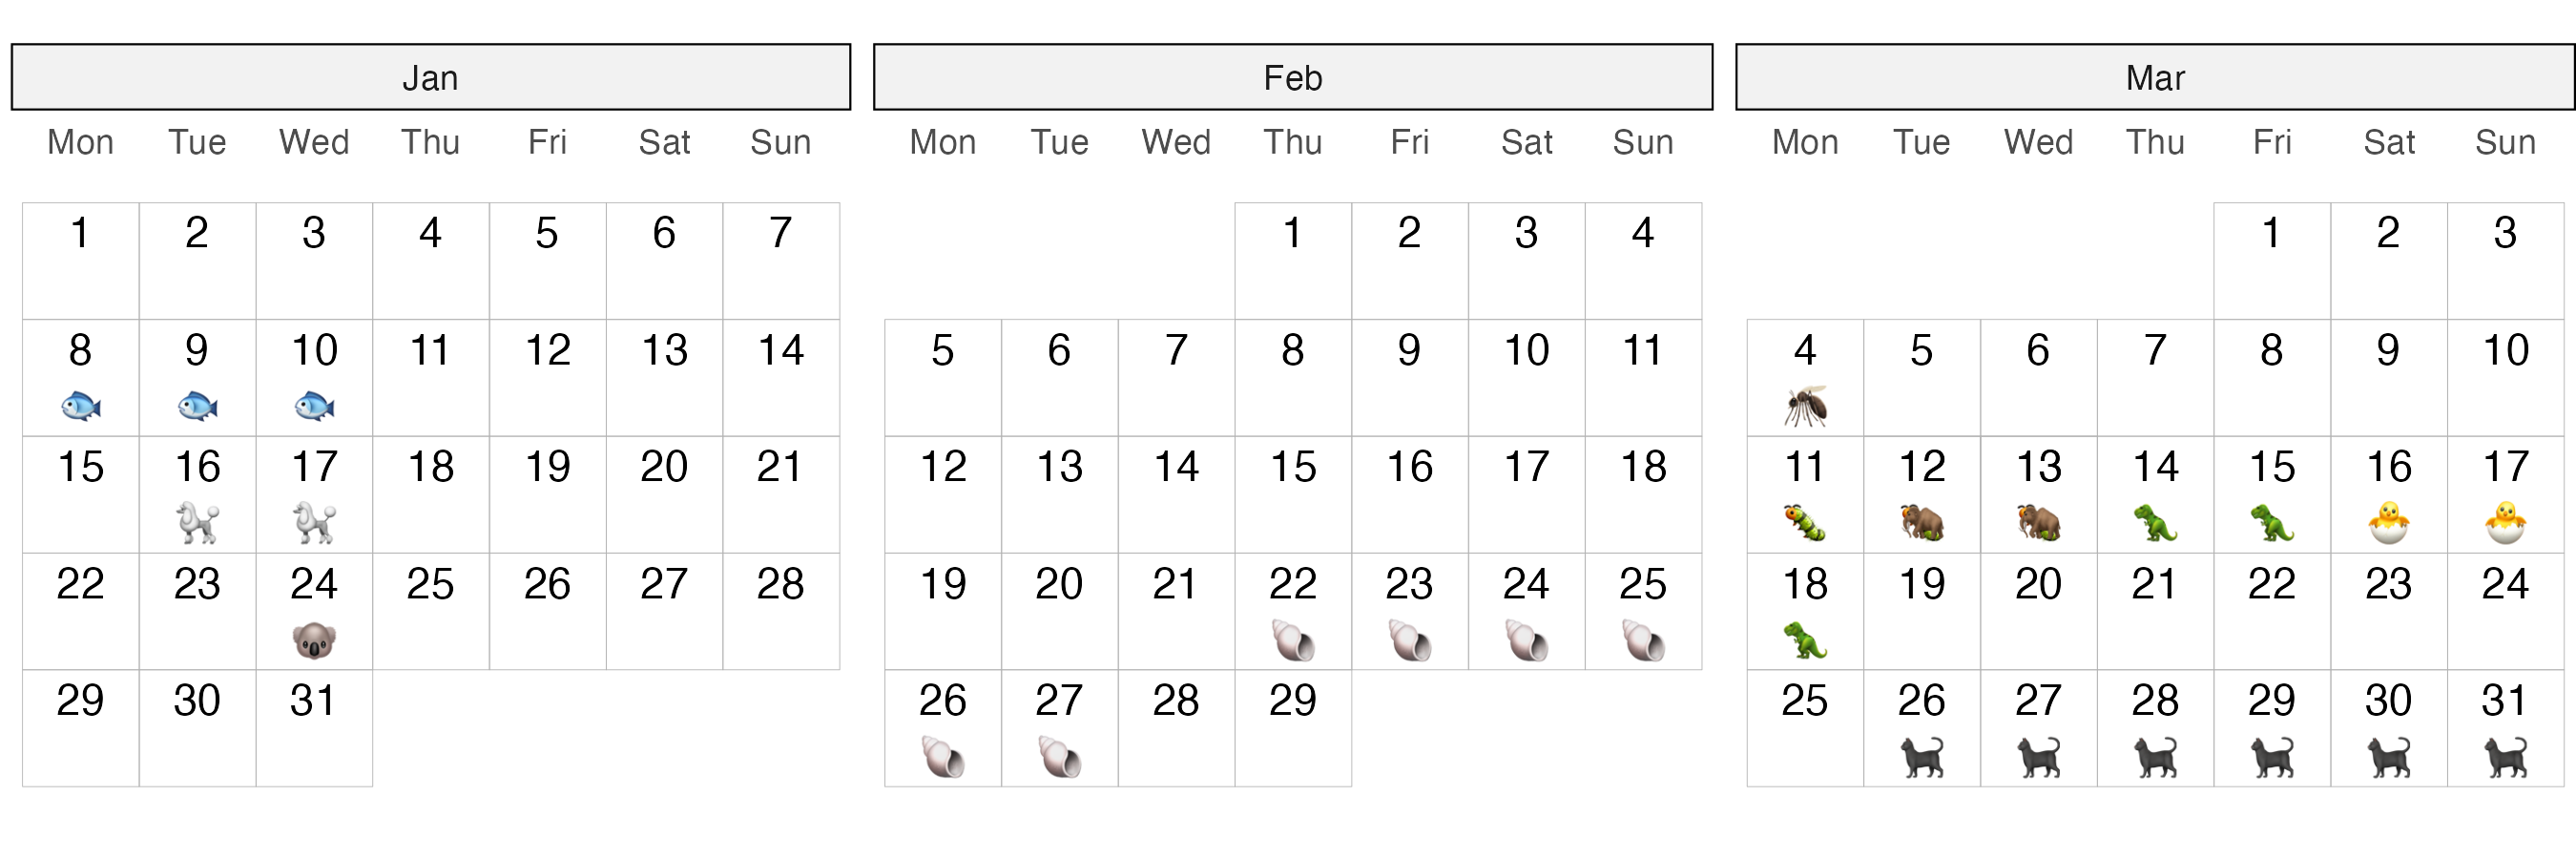 Jan
Mon Tue Wed Thu Fri Sat Sun
1 2 3 4 5 6 7
8 9 10 11 12 13 14
15 16 17 18 19 20 21
22 23 24 25 26 27 28
29 30 31
Feb
Mon Tue Wed Thu Fri Sat Sun
1 2 3 4
5 6 7 8 9 10 11
12 13 14 15 16 17 18
19 20 21 22 23 24 25
26 27 28 29
Mar
Mon Tue Wed Thu Fri Sat Sun
1 2 3
4 5 6 7 8 9 10
11 12 13 14 15 16 17
18 19 20 21 22 23 24
25 26 27 28 29 30 31